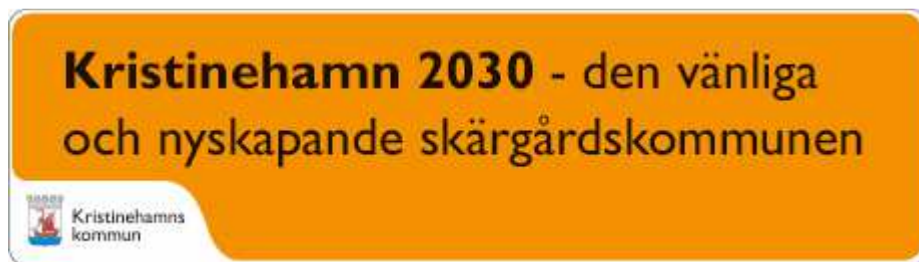 Kristinehamn 2030 - den vänliga
och nyskapande skärgårdskommunen
Kristinehamns
kommun